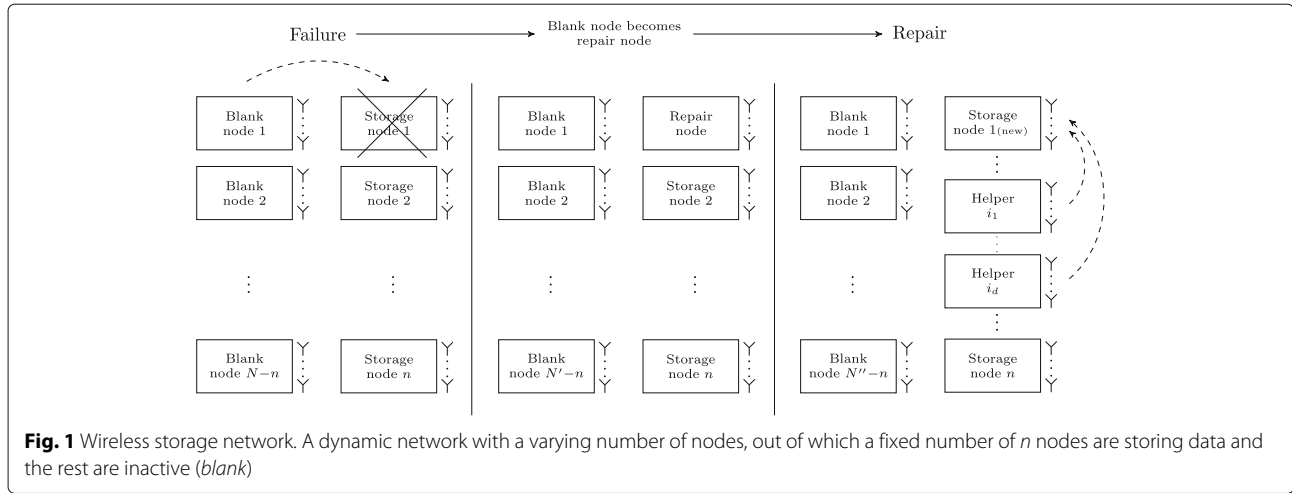 Failure
Blank node becomes
repair node
Repair
Blank
node 1
Storage
node 1
Blank
node 2
Storage
node 2
⋮
⋮
Blank
node N−n
Storage
node n
Blank
node 1
Repair
node
Blank
node 2
Storage
node 2
⋮
⋮
Blank
node N′−n
Storage
node n
Blank
node 1
Storage
node 1(new)
⋮
Blank
node 2
Helper
i₁
⋮
⋮
Helper
i_d
⋮
Blank
node N″−n
Storage
node n
Fig. 1 Wireless storage network. A dynamic network with a varying number of nodes, out of which a fixed number of n nodes are storing data and
the rest are inactive (blank)